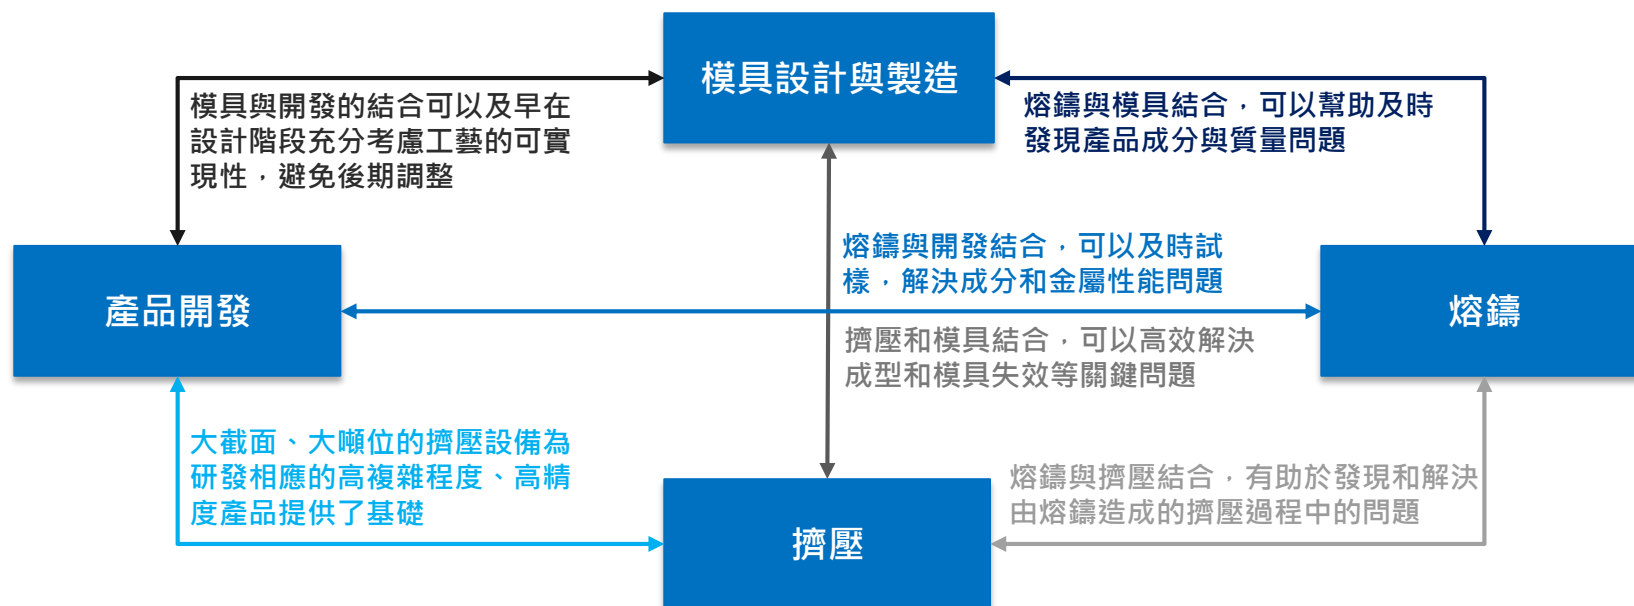 模具設計與製造
模具與開發的結合可以及早在
設計階段充分考慮工藝的可實
現性，避免後期調整
熔鑄與模具結合，可以幫助及時
發現產品成分與質量問題
產品開發
熔鑄與開發結合，可以及時試
樣，解決成分和金屬性能問題
熔鑄
擠壓和模具結合，可以高效解決
成型和模具失效等關鍵問題
大截面、大噸位的擠壓設備為
研發相應的高複雜程度、高精
度產品提供了基礎
熔鑄與擠壓結合，有助於發現和解決
由熔鑄造成的擠壓過程中的問題
擠壓